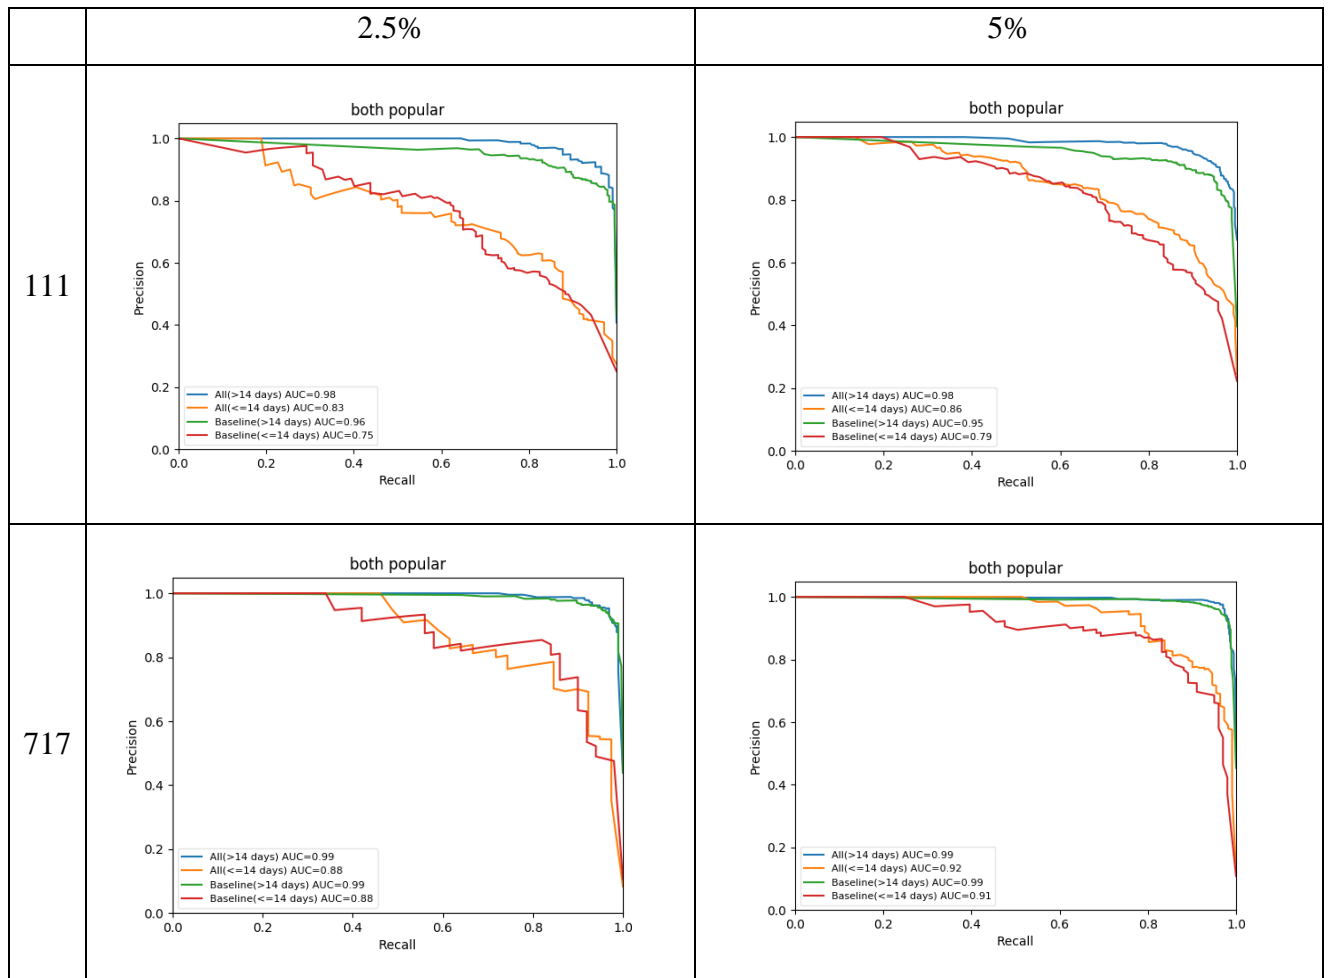 2.5%
5%
111
both popular
Precision
1.0
0.8
0.6
0.4
0.2
0.0
All(>14 days) AUC=0.98
All(<=14 days) AUC=0.83
Baseline(>14 days) AUC=0.96
Baseline(<=14 days) AUC=0.75
0.0 0.2 0.4 0.6 0.8 1.0
Recall
both popular
Precision
1.0
0.8
0.6
0.4
0.2
0.0
All(>14 days) AUC=0.98
All(<=14 days) AUC=0.86
Baseline(>14 days) AUC=0.95
Baseline(<=14 days) AUC=0.79
0.0 0.2 0.4 0.6 0.8 1.0
Recall
717
both popular
Precision
1.0
0.8
0.6
0.4
0.2
0.0
All(>14 days) AUC=0.99
All(<=14 days) AUC=0.88
Baseline(>14 days) AUC=0.99
Baseline(<=14 days) AUC=0.88
0.0 0.2 0.4 0.6 0.8 1.0
Recall
both popular
Precision
1.0
0.8
0.6
0.4
0.2
0.0
All(>14 days) AUC=0.99
All(<=14 days) AUC=0.92
Baseline(>14 days) AUC=0.99
Baseline(<=14 days) AUC=0.91
0.0 0.2 0.4 0.6 0.8 1.0
Recall